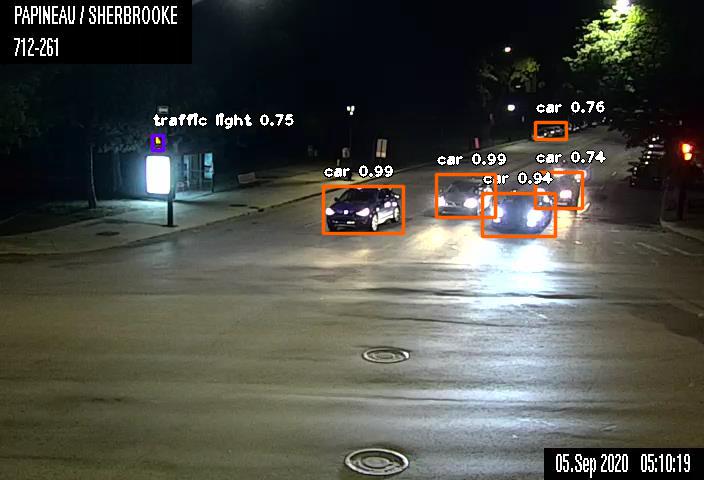 PAPINEAU / SHERBROOKE
712-261
car 0.76
traffic light 0.75
car 0.99
car 0.74
car 0.99
car 0.94
05.Sep 2020 05:10:19